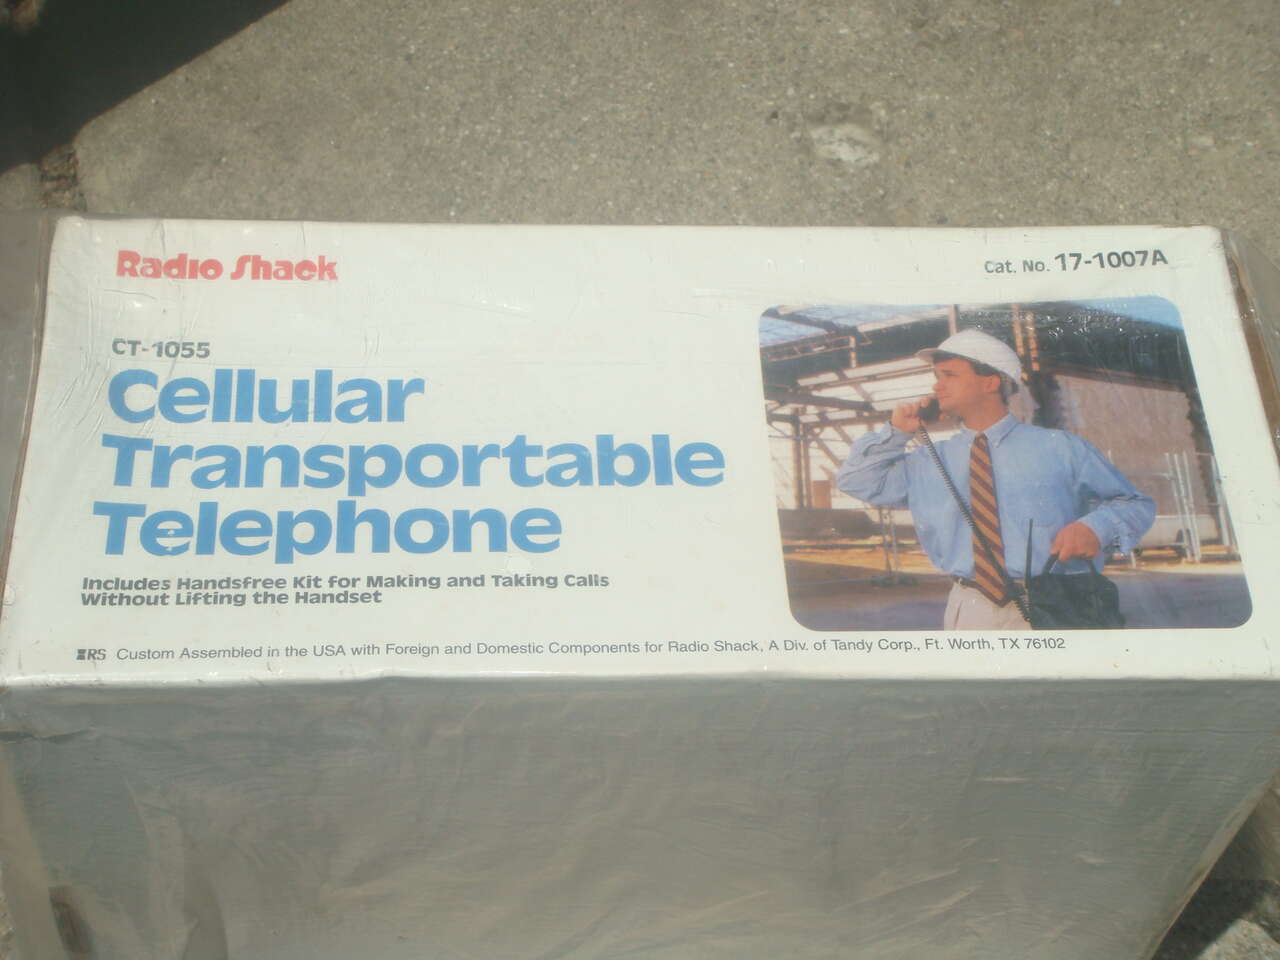 Radio Shack
Cat. No. 17-1007A
CT-1055
Cellular
Transportable
Telephone
Includes Handsfree Kit for Making and Taking Calls
Without Lifting the Handset
RS Custom Assembled in the USA with Foreign and Domestic Components for Radio Shack, A Div. of Tandy Corp., Ft. Worth, TX 76102